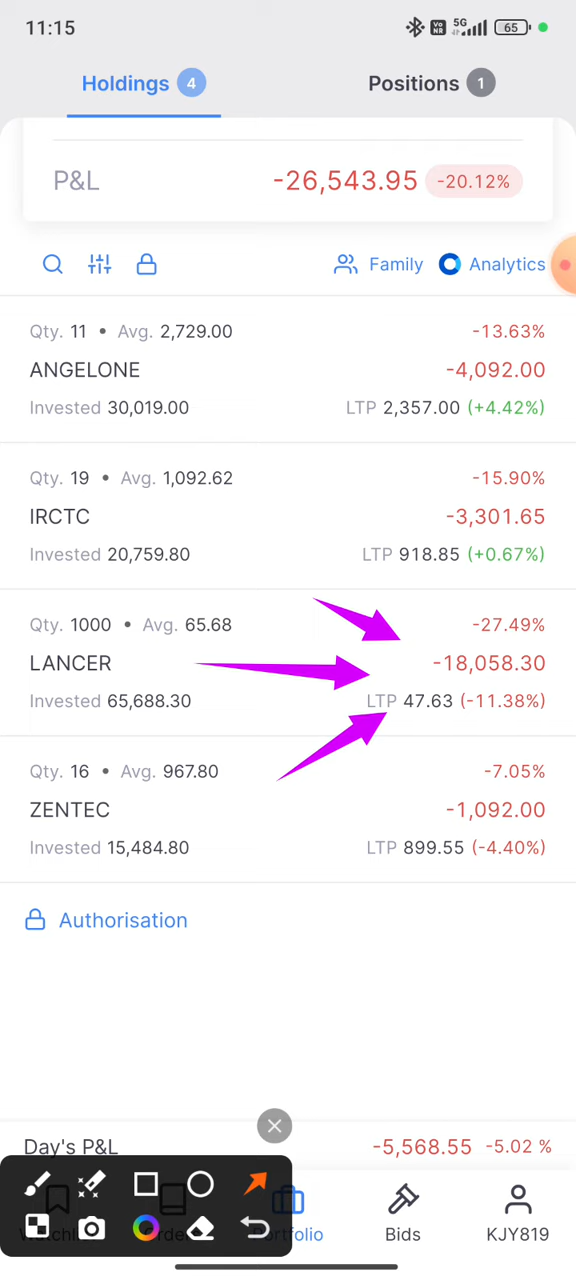 11:15 Vo NR 5G 65
Holdings 4 Positions 1
P&L -26,543.95 -20.12%
Family Analytics
Qty. 11 • Avg. 2,729.00 -13.63%
ANGELONE -4,092.00
Invested 30,019.00 LTP 2,357.00 (+4.42%)
Qty. 19 • Avg. 1,092.62 -15.90%
IRCTC -3,301.65
Invested 20,759.80 LTP 918.85 (+0.67%)
Qty. 1000 • Avg. 65.68 -27.49%
LANCER -18,058.30
Invested 65,688.30 LTP 47.63 (-11.38%)
Qty. 16 • Avg. 967.80 -7.05%
ZENTEC -1,092.00
Invested 15,484.80 LTP 899.55 (-4.40%)
Authorisation
Day's P&L -5,568.55 -5.02 %
Bids KJY819